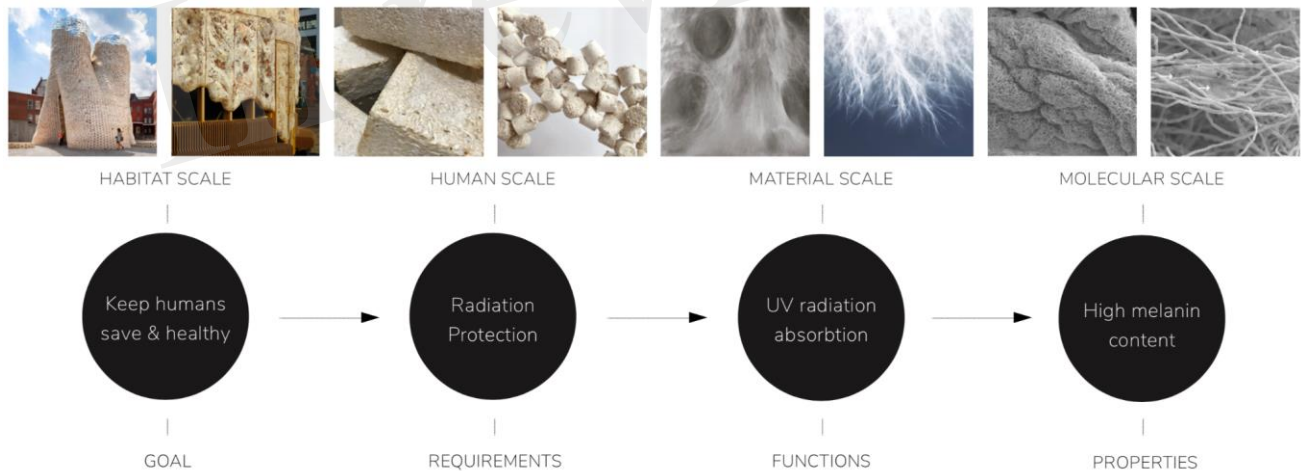 HABITAT SCALE
HUMAN SCALE
MATERIAL SCALE
MOLECULAR SCALE
Keep humans
save & healthy
Radiation
Protection
UV radiation
absorbtion
High melanin
content
GOAL
REQUIREMENTS
FUNCTIONS
PROPERTIES